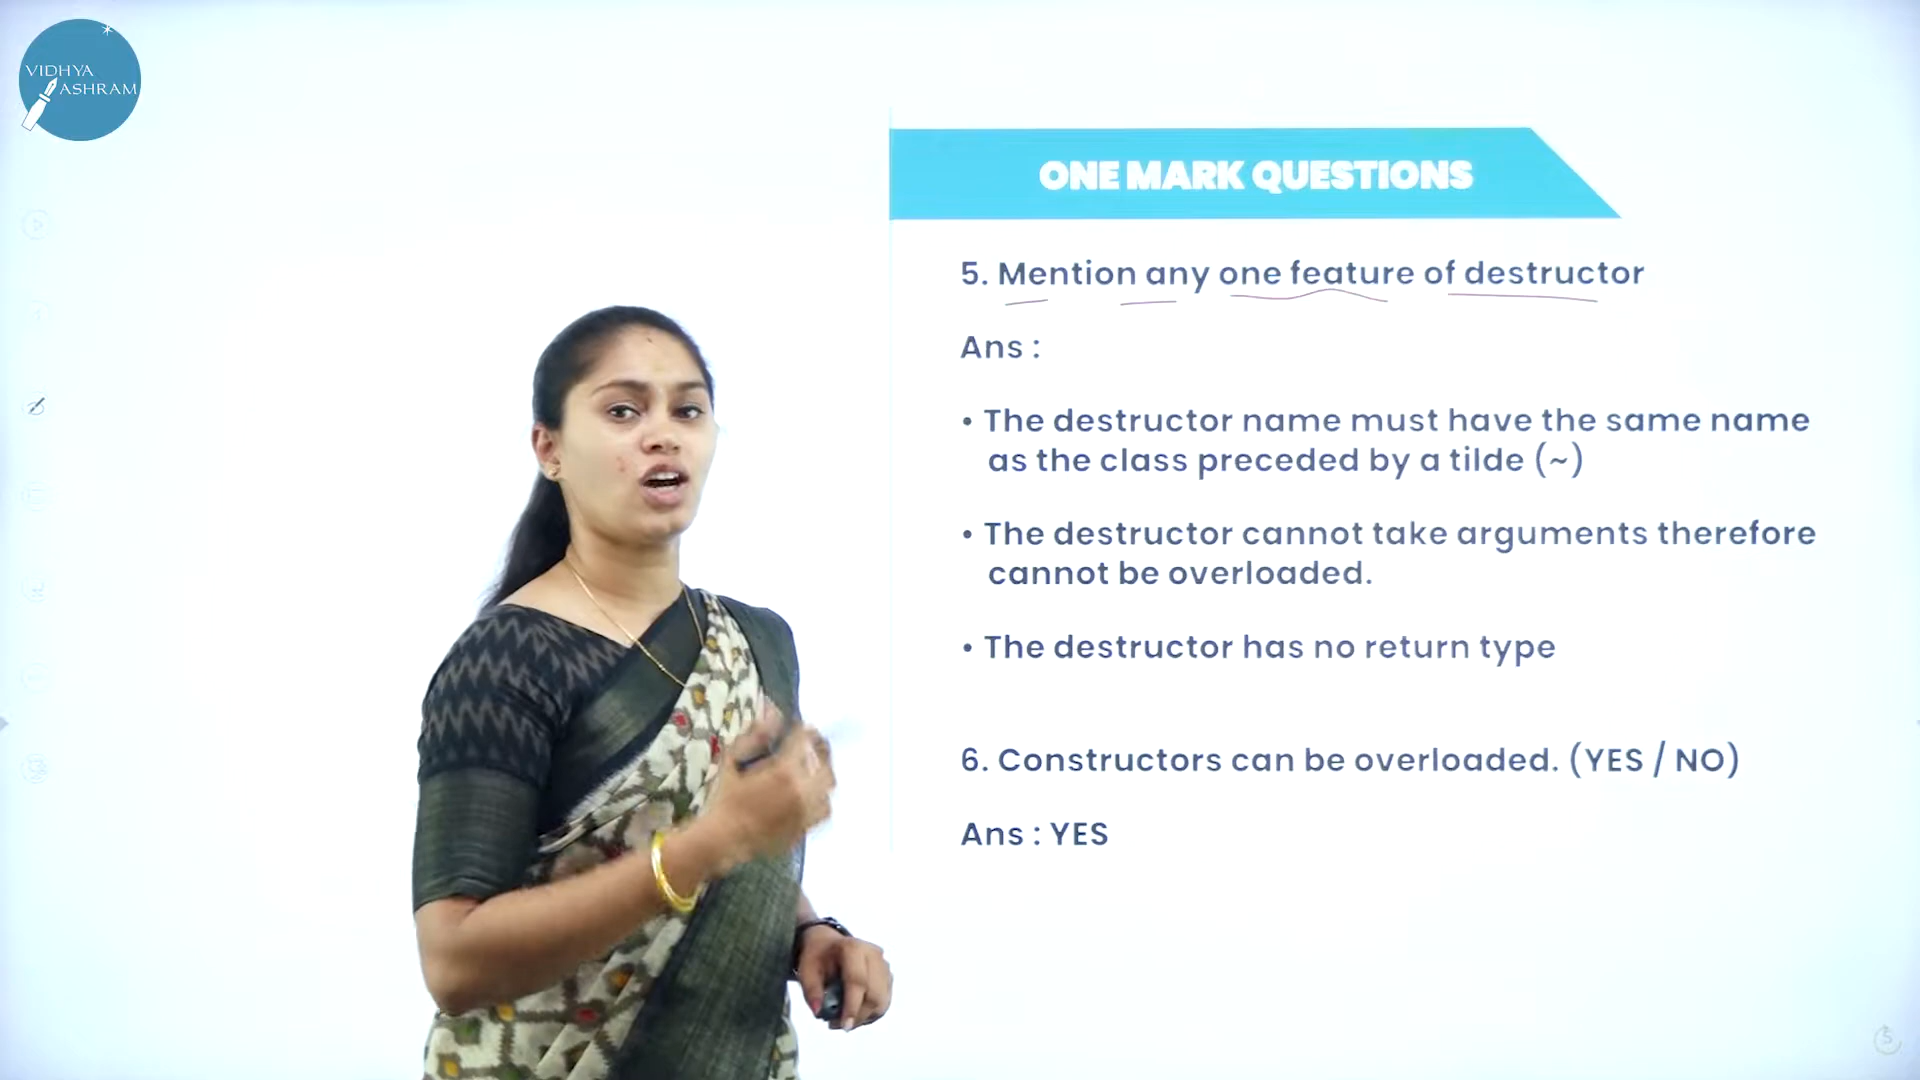 VIDHYA
ASHRAM
ONE MARK QUESTIONS
5. Mention any one feature of destructor
Ans :
• The destructor name must have the same name
as the class preceded by a tilde (~)
• The destructor cannot take arguments therefore
cannot be overloaded.
• The destructor has no return type
6. Constructors can be overloaded. (YES / NO)
Ans : YES
5